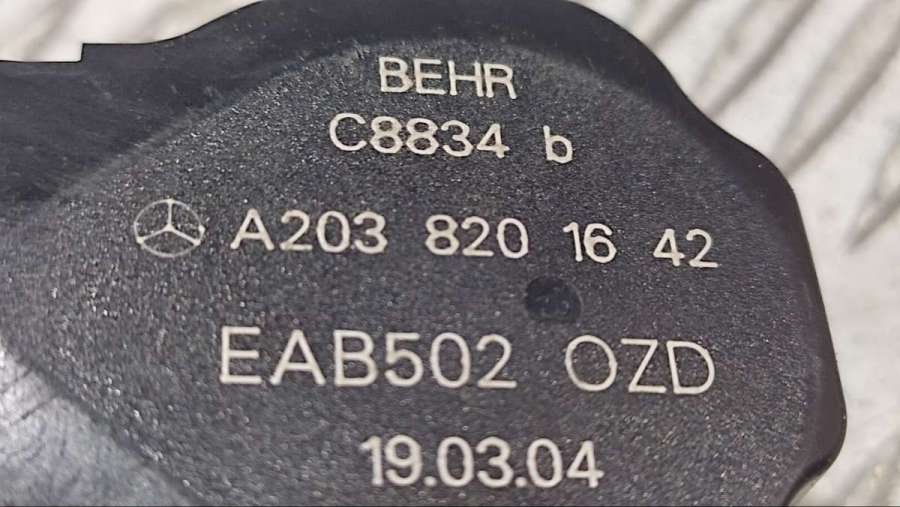 BEHR
C8834 b
A203 820 16 42
EAB502 OZD
19.03.04